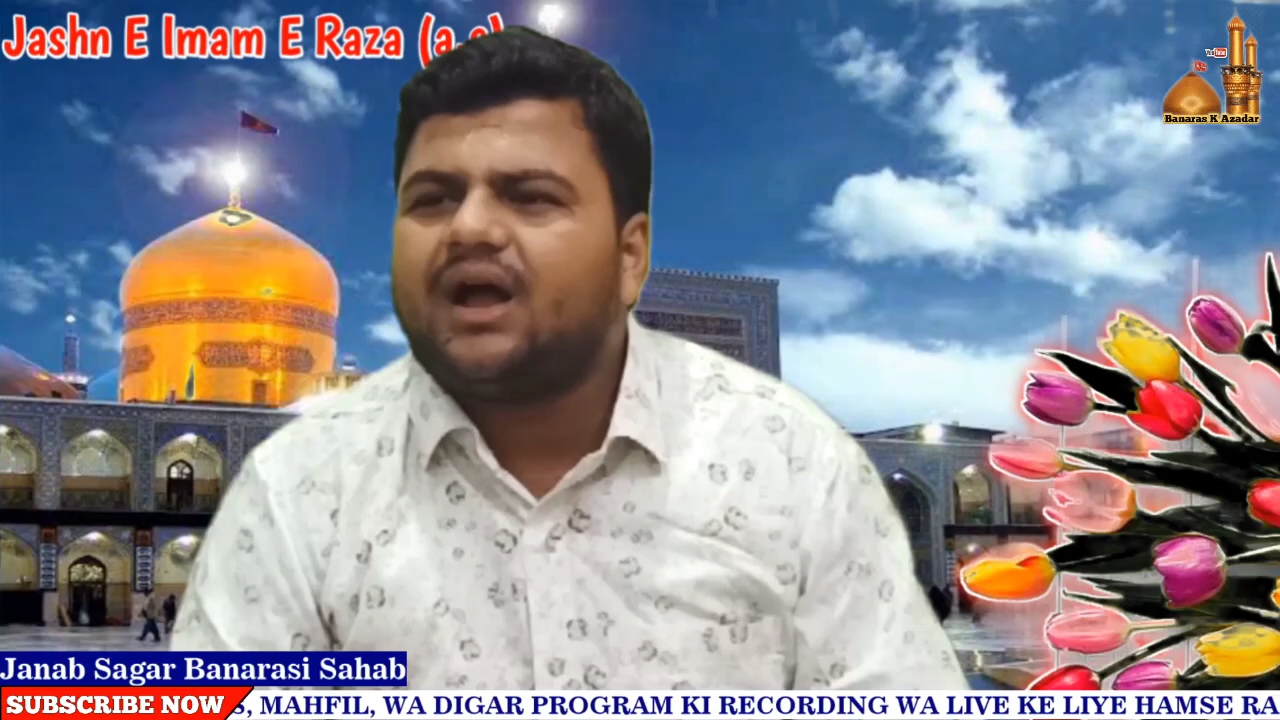 Jashn E Imam E Raza (a.s)
YouTube
Banaras K Azadar
Janab Sagar Banarasi Sahab
SUBSCRIBE NOW
S, MAHFIL, WA DIGAR PROGRAM KI RECORDING WA LIVE KE LIYE HAMSE RA